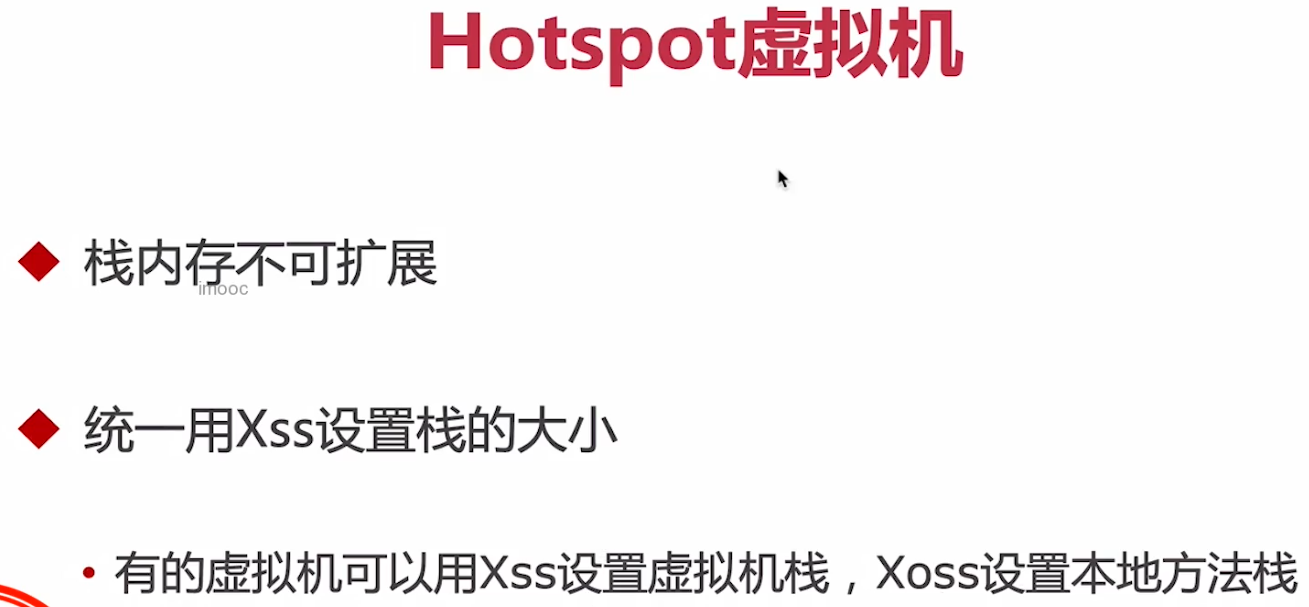 Hotspot虚拟机
栈内存不可扩展
imooc
统一用Xss设置栈的大小
有的虚拟机可以用Xss设置虚拟机栈，Xoss设置本地方法栈